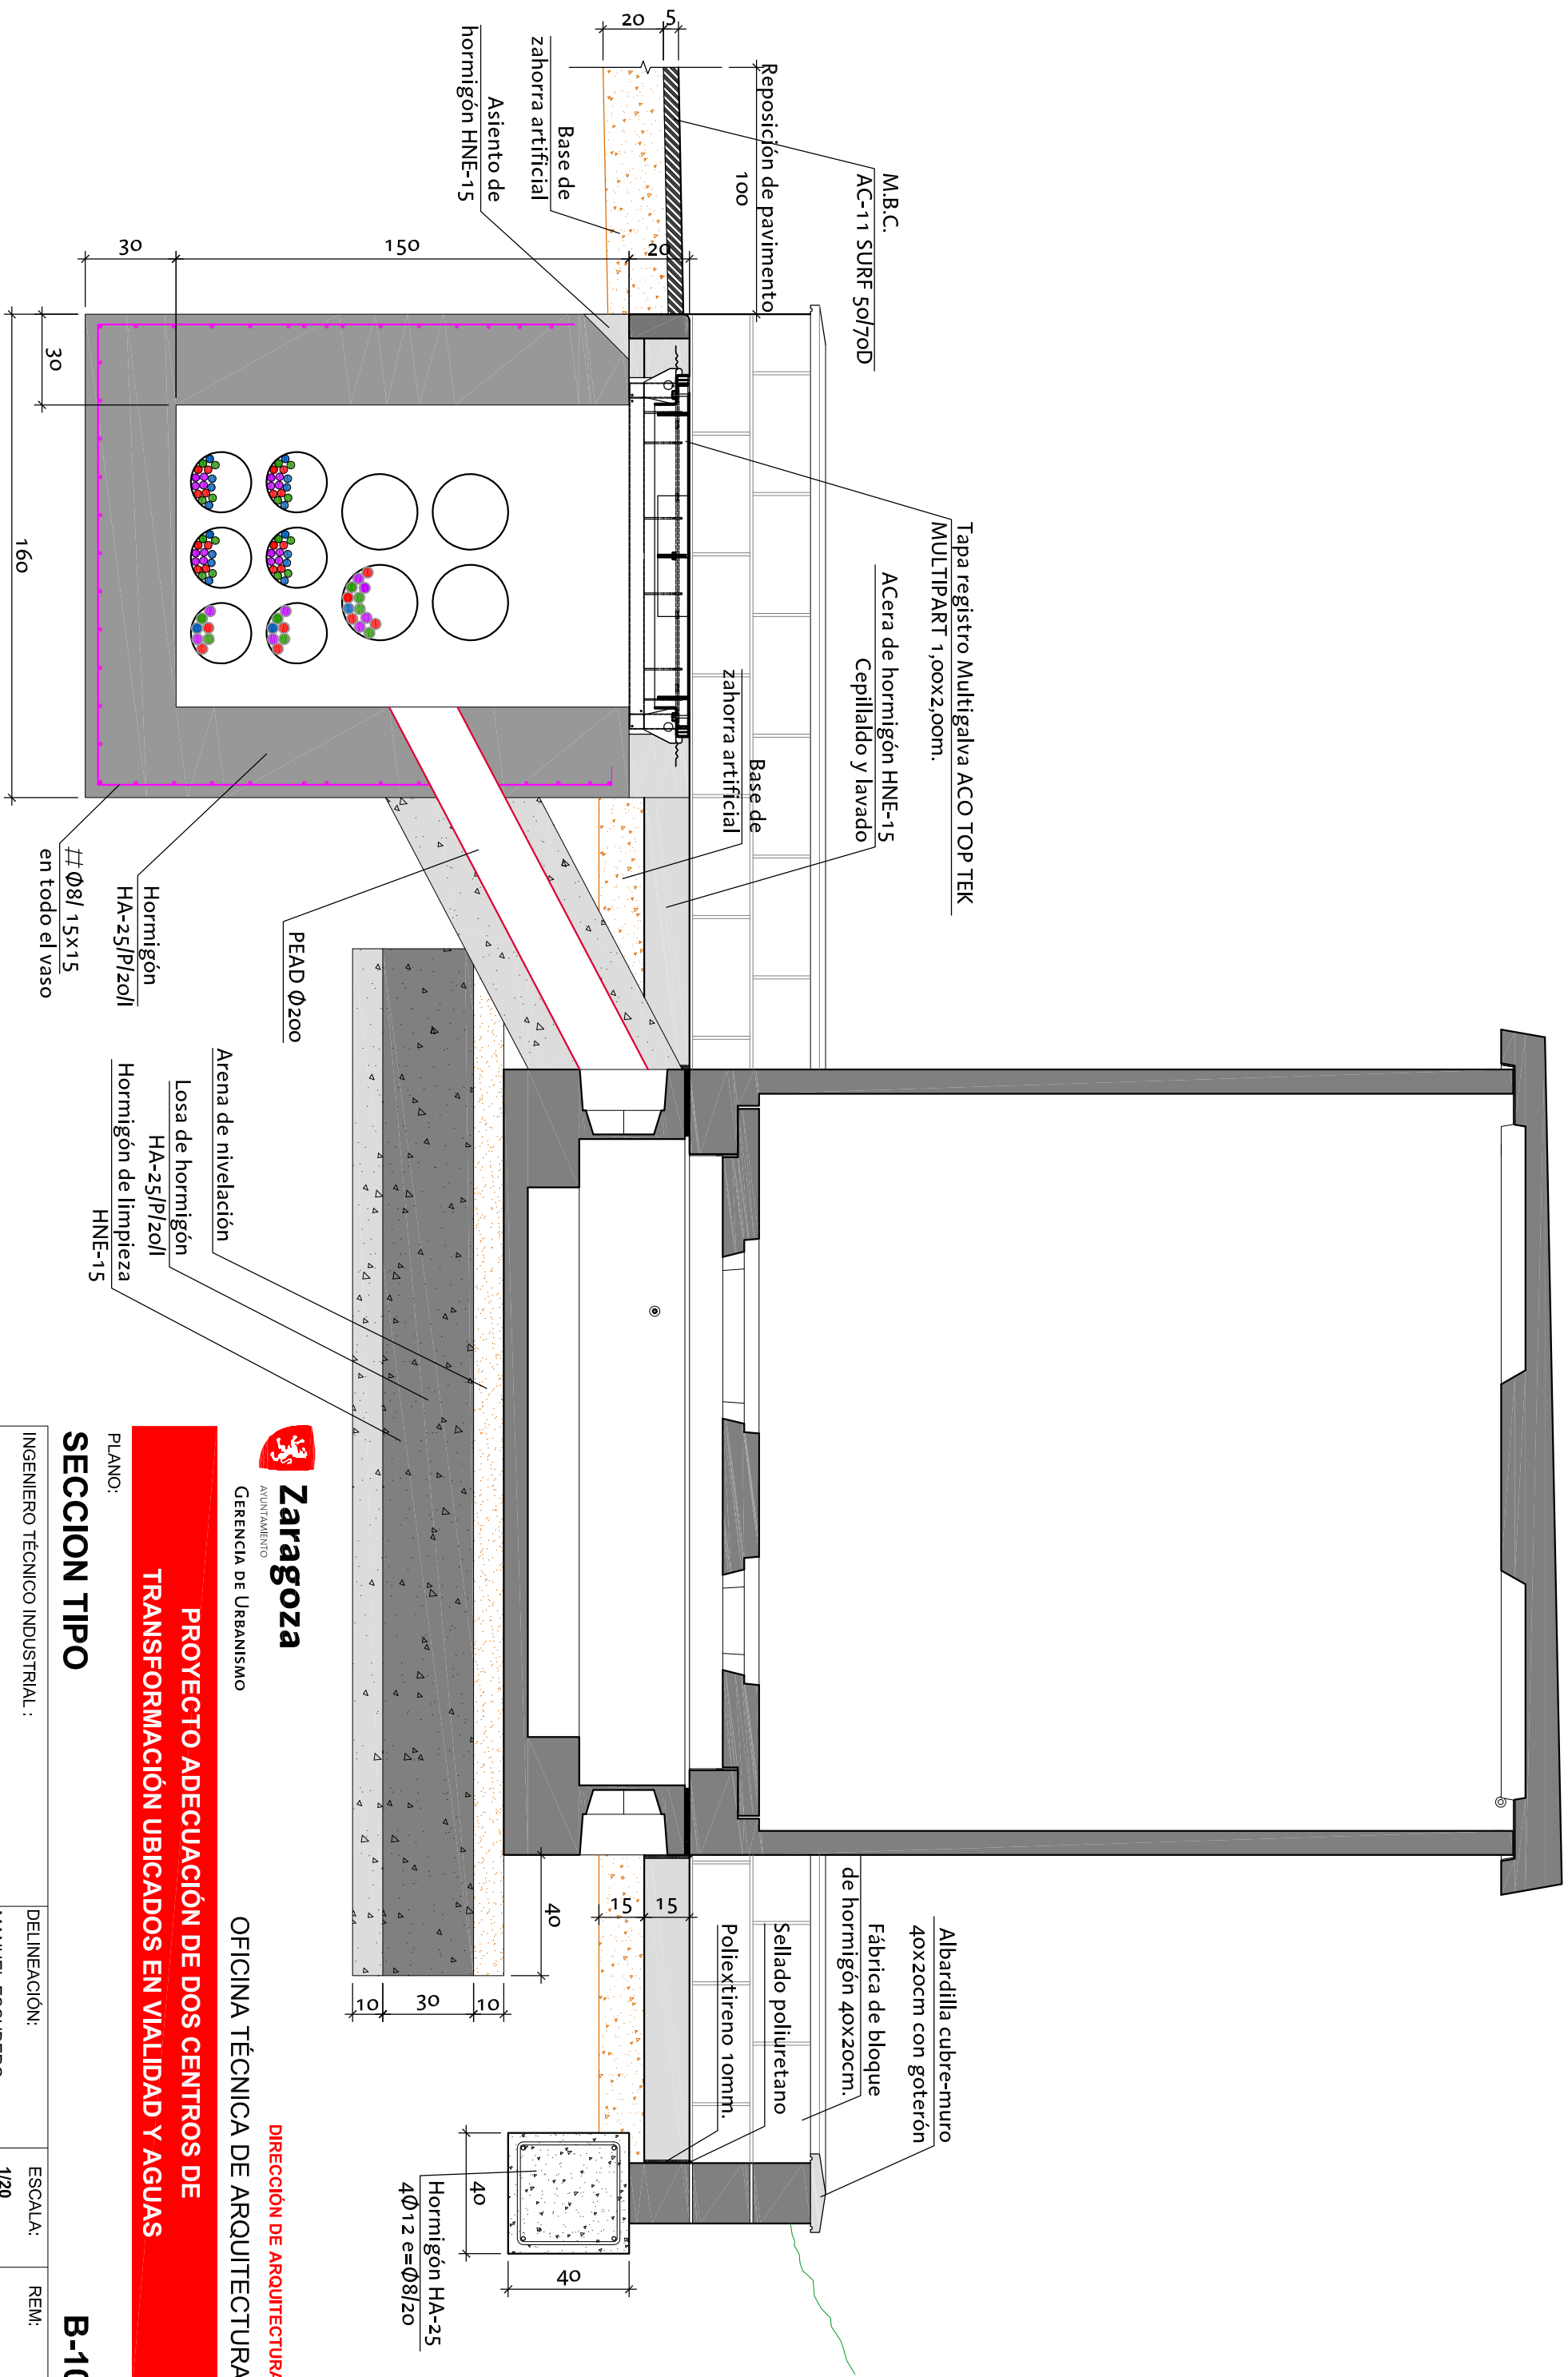 Reposición de pavimento
100
20
5
M.B.C.
AC-11 SURF 50/70D
Base de
zahorra artificial
Asiento de
hormigón HNE-15
20
150
30
30
160
Tapa registro Multigalva ACO TOP TEK
MULTIPART 1,00x2,00m.
ACera de hormigón HNE-15
Cepillaldo y lavado
Base de
zahorra artificial
PEAD Ø200
Hormigón
HA-25/P/20/I
# Ø8/ 15x15
en todo el vaso
Arena de nivelación
Losa de hormigón
HA-25/P/20/I
Hormigón de limpieza
HNE-15
Albardilla cubre-muro
40x20cm con goterón
Fábrica de bloque
de hormigón 40x20cm.
Sellado poliuretano
Poliextireno 10mm.
15
15
40
10
30
10
40
40
Hormigón HA-25
4Ø12 e=Ø8/20
Zaragoza
AYUNTAMIENTO
GERENCIA DE URBANISMO
DIRECCIÓN DE ARQUITECTURA
OFICINA TÉCNICA DE ARQUITECTURA
PROYECTO ADECUACIÓN DE DOS CENTROS DE
TRANSFORMACIÓN UBICADOS EN VIALIDAD Y AGUAS
PLANO:
SECCION TIPO
B-10
INGENIERO TÉCNICO INDUSTRIAL :
DELINEACIÓN:
ESCALA:
1/20
REM: